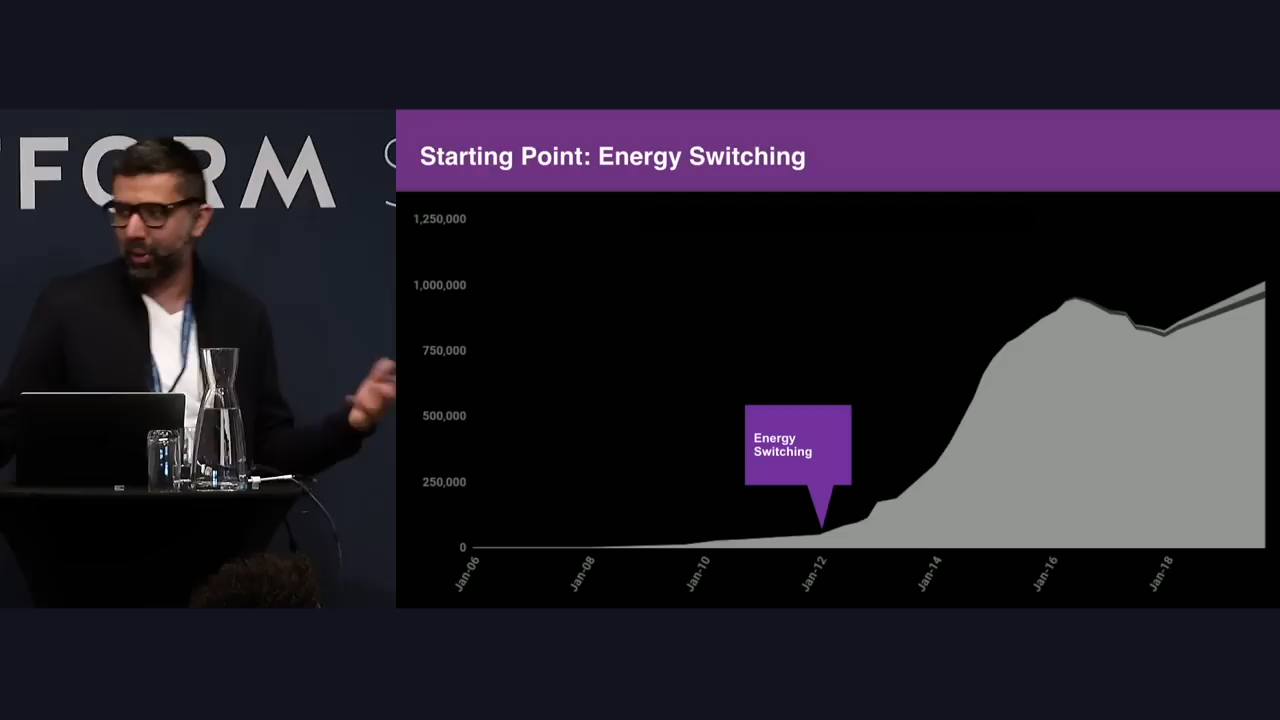 TFORM S
Starting Point: Energy Switching
1,250,000
1,000,000
750,000
500,000
250,000
0
Energy
Switching
Jan-06
Jan-08
Jan-10
Jan-12
Jan-14
Jan-16
Jan-18